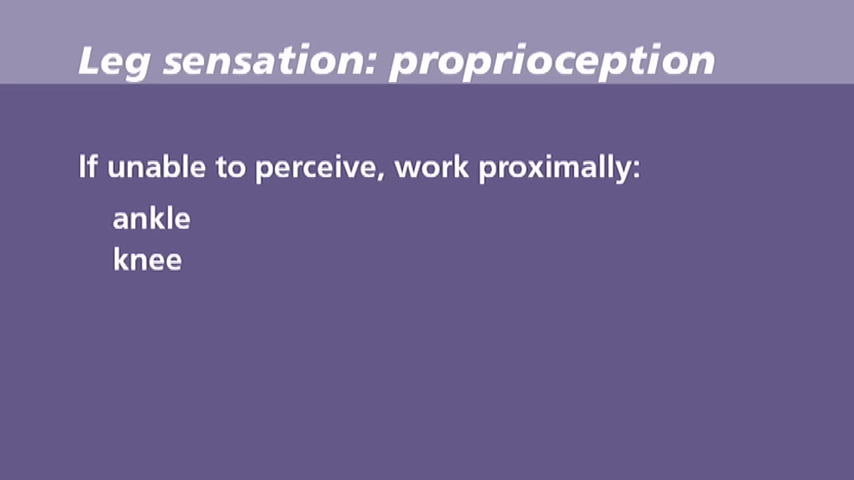 Leg sensation: proprioception
If unable to perceive, work proximally:
ankle
knee